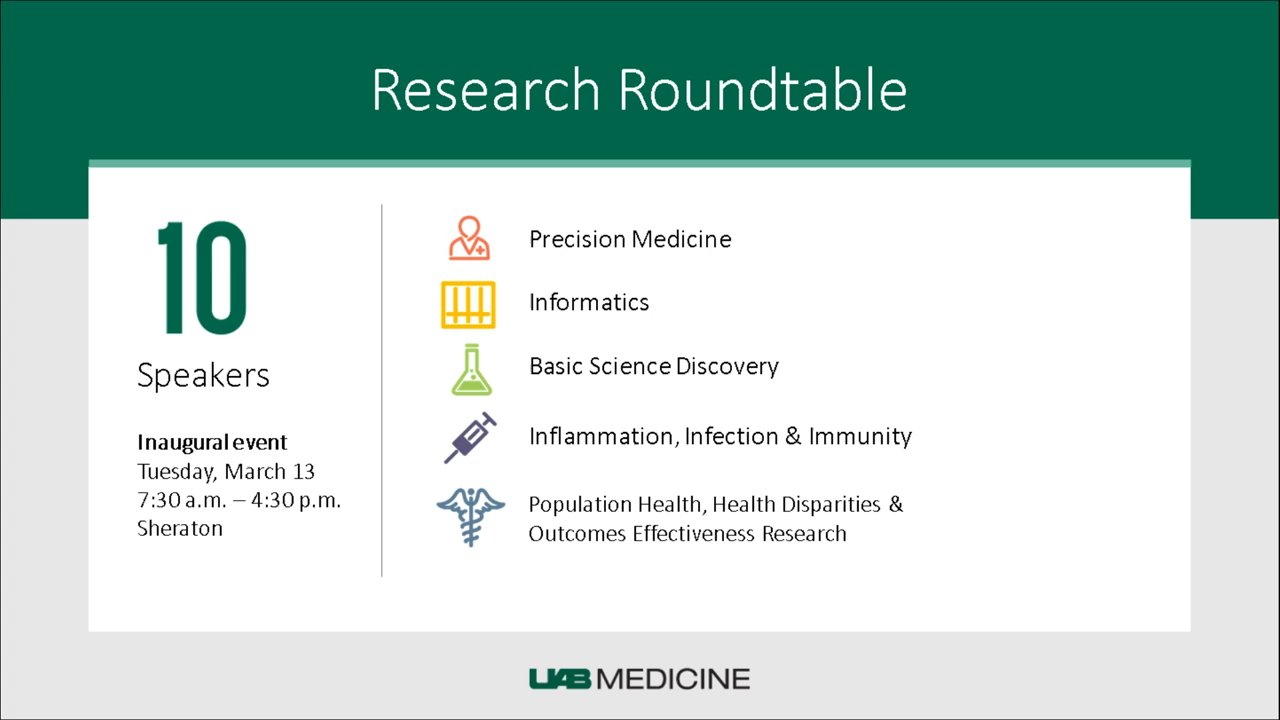 Research Roundtable
10
Speakers
Inaugural event
Tuesday, March 13
7:30 a.m. – 4:30 p.m.
Sheraton
Precision Medicine
Informatics
Basic Science Discovery
Inflammation, Infection & Immunity
Population Health, Health Disparities &
Outcomes Effectiveness Research
UAB MEDICINE